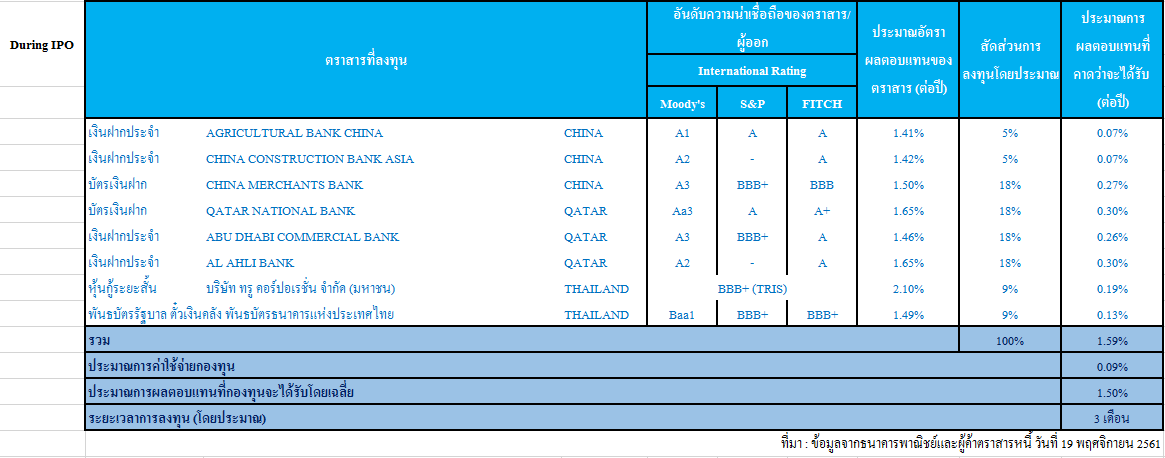 During IPO
ตราสารที่ลงทุน
อันดับความน่าเชื่อถือของตราสาร/
ผู้ออก
International Rating
Moody's S&P FITCH
ประมาณอัตรา
ผลตอบแทนของ
ตราสาร (ต่อปี)
สัดส่วนการ
ลงทุนโดยประมาณ
ประมาณการ
ผลตอบแทนที่
คาดว่าจะได้รับ
(ต่อปี)
เงินฝากประจำ AGRICULTURAL BANK CHINA CHINA A1 A A 1.41% 5% 0.07%
เงินฝากประจำ CHINA CONSTRUCTION BANK ASIA CHINA A2 - A 1.42% 5% 0.07%
บัตรเงินฝาก CHINA MERCHANTS BANK CHINA A3 BBB+ BBB 1.50% 18% 0.27%
บัตรเงินฝาก QATAR NATIONAL BANK QATAR Aa3 A A+ 1.65% 18% 0.30%
เงินฝากประจำ ABU DHABI COMMERCIAL BANK QATAR A3 BBB+ A 1.46% 18% 0.26%
เงินฝากประจำ AL AHLI BANK QATAR A2 - A 1.65% 18% 0.30%
หุ้นกู้ระยะสั้น บริษัท ทรู คอร์ปอเรชั่น จำกัด (มหาชน) THAILAND BBB+ (TRIS) 2.10% 9% 0.19%
พันธบัตรรัฐบาล ตั๋วเงินคลัง พันธบัตรธนาคารแห่งประเทศไทย THAILAND Baa1 BBB+ BBB+ 1.49% 9% 0.13%
รวม 100% 1.59%
ประมาณการค่าใช้จ่ายกองทุน 0.09%
ประมาณการผลตอบแทนที่กองทุนจะได้รับโดยเฉลี่ย 1.50%
ระยะเวลาการลงทุน (โดยประมาณ) 3 เดือน
ที่มา : ข้อมูลจากธนาคารพาณิชย์และผู้ค้าตราสารหนี้ วันที่ 19 พฤศจิกายน 2561